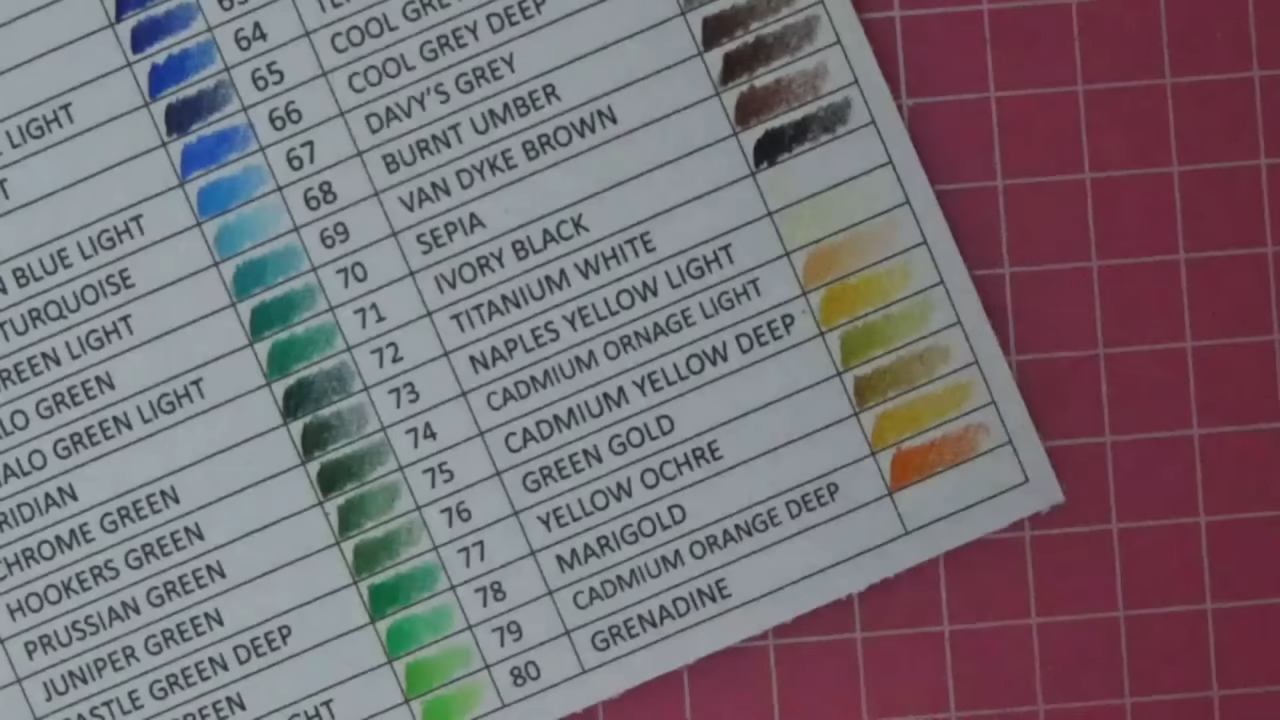 LIGHT
T
N BLUE LIGHT
TURQUOISE
REEN LIGHT
LO GREEN
ALO GREEN LIGHT
RIDIAN
CHROME GREEN
HOOKERS GREEN
PRUSSIAN GREEN
JUNIPER GREEN
ASTLE GREEN DEEP
REEN
HT
64
65 COOL GRE
66 COOL GREY DEEP
67 DAVY'S GREY
68 BURNT UMBER
69 VAN DYKE BROWN
70 SEPIA
71 IVORY BLACK
72 TITANIUM WHITE
73 NAPLES YELLOW LIGHT
74 CADMIUM ORNAGE LIGHT
75 CADMIUM YELLOW DEEP
76 GREEN GOLD
77 YELLOW OCHRE
78 MARIGOLD
79 CADMIUM ORANGE DEEP
80 GRENADINE